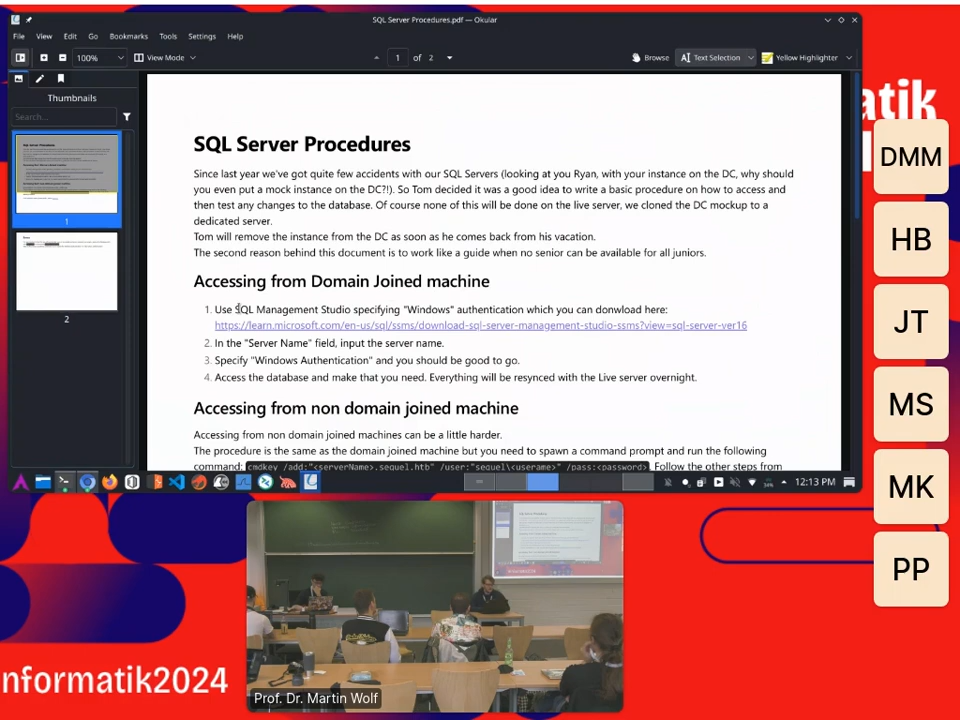 SQL Server Procedures.pdf — Okular
File View Edit Go Bookmarks Tools Settings Help
100% View Mode 1 of 2 Browse Text Selection Yellow Highlighter
Thumbnails
Search...
1
2
SQL Server Procedures
Since last year we've got quite few accidents with our SQL Servers (looking at you Ryan, with your instance on the DC, why should
you even put a mock instance on the DC?!). So Tom decided it was a good idea to write a basic procedure on how to access and
then test any changes to the database. Of course none of this will be done on the live server, we cloned the DC mockup to a
dedicated server.
Tom will remove the instance from the DC as soon as he comes back from his vacation.
The second reason behind this document is to work like a guide when no senior can be available for all juniors.
Accessing from Domain Joined machine
1. Use SQL Management Studio specifying "Windows" authentication which you can donwload here:
https://learn.microsoft.com/en-us/sql/ssms/download-sql-server-management-studio-ssms?view=sql-server-ver16
2. In the "Server Name" field, input the server name.
3. Specify "Windows Authentication" and you should be good to go.
4. Access the database and make that you need. Everything will be resynced with the Live server overnight.
Accessing from non domain joined machine
Accessing from non domain joined machines can be a little harder.
The procedure is the same as the domain joined machine but you need to spawn a command prompt and run the following
command: cmdkey /add:"<serverName>.sequel.htb" /user:"sequel\<userame>" /pass:<password>. Follow the other steps from
12:13 PM
atik
DMM
HB
JT
MS
MK
PP
nformatik2024
Prof. Dr. Martin Wolf